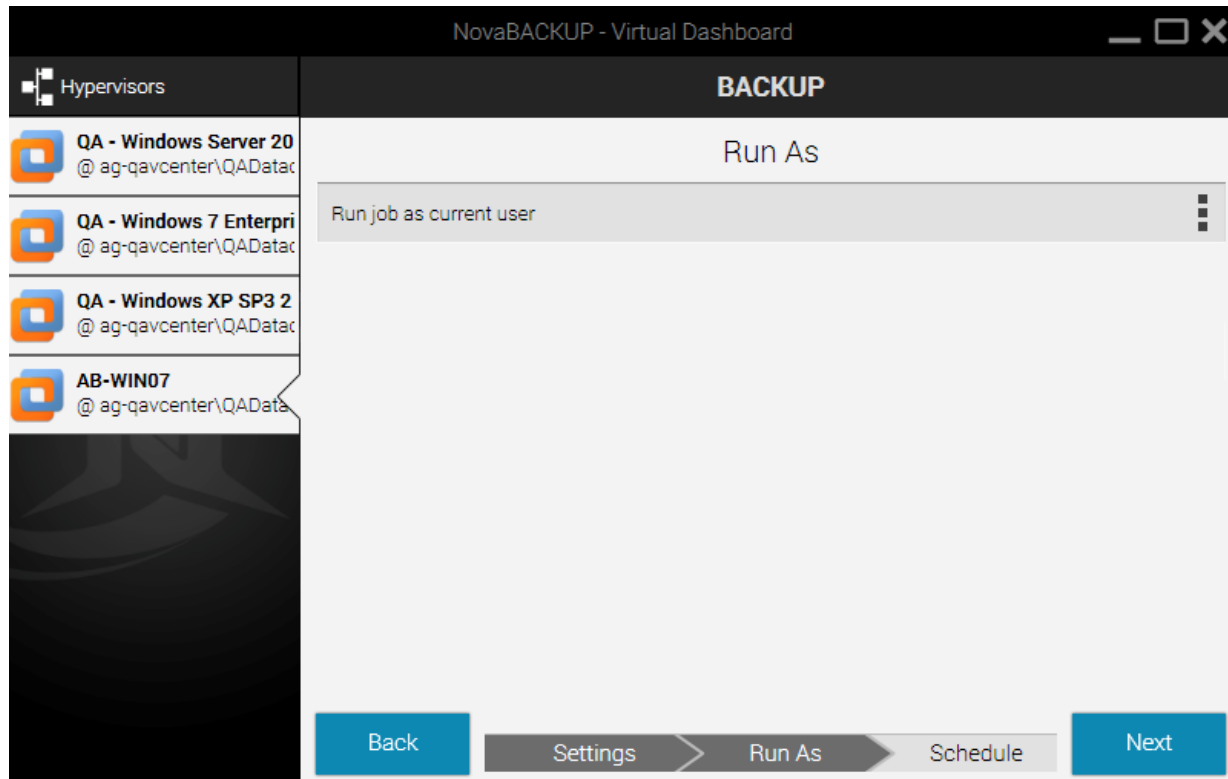 NovaBACKUP - Virtual Dashboard
Hypervisors
BACKUP
QA - Windows Server 20
@ ag-qavcenter\QADatac
QA - Windows 7 Enterpri
@ ag-qavcenter\QADatac
QA - Windows XP SP3 2
@ ag-qavcenter\QADatac
AB-WIN07
@ ag-qavcenter\QAData
Run As
Run job as current user
Back
Settings
Run As
Schedule
Next